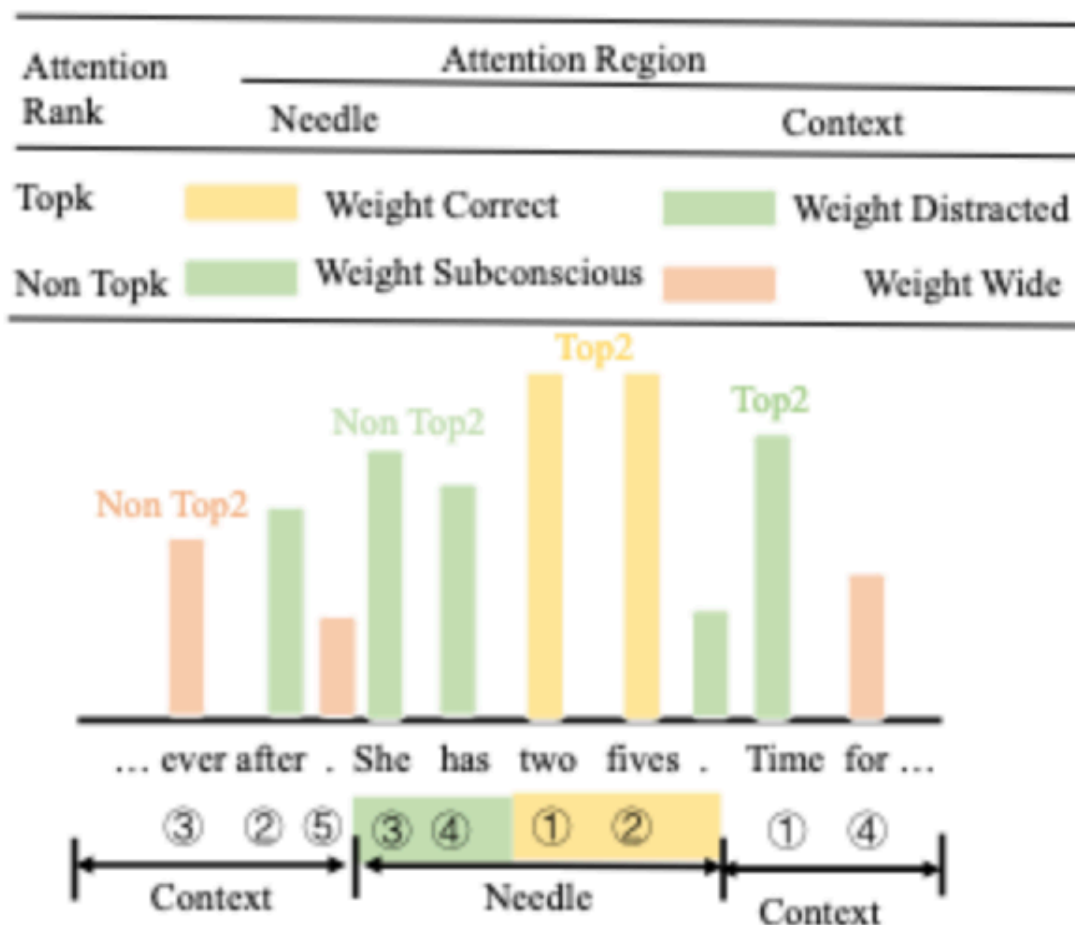 Attention Rank
Attention Region
Needle Context
Topk Weight Correct Weight Distracted
Non Topk Weight Subconscious Weight Wide
Top2
Top2
Non Top2
Non Top2
... ever after . She has two fives . Time for ...
③ ② ⑤ ③ ④ ① ② ① ④
Context Needle Context